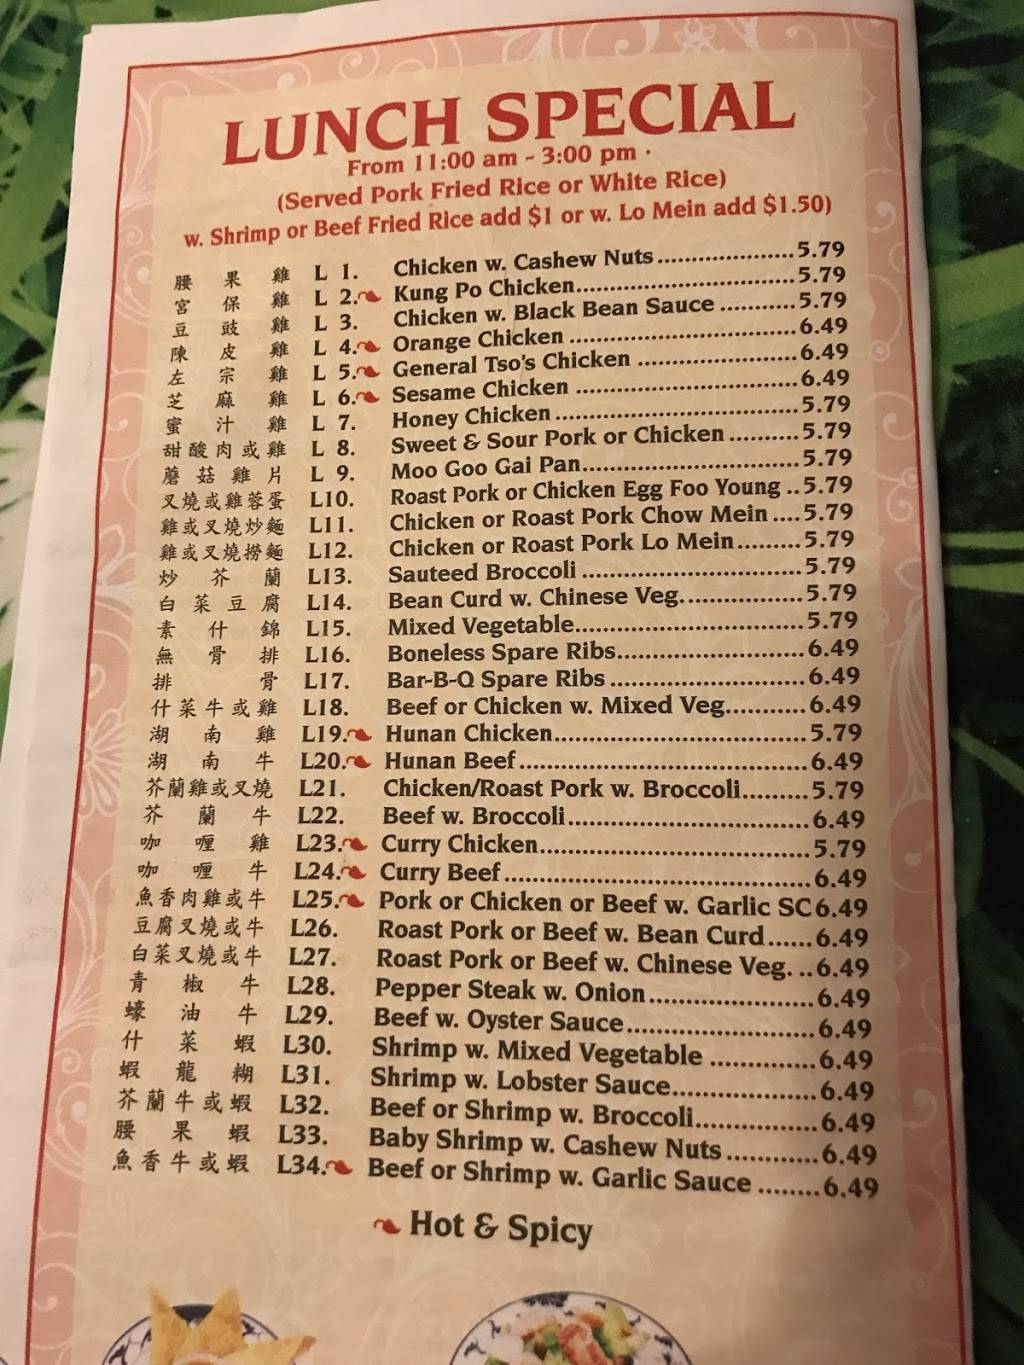 LUNCH SPECIAL
From 11:00 am - 3:00 pm
(Served Pork Fried Rice or White Rice)
w. Shrimp or Beef Fried Rice add $1 or w. Lo Mein add $1.50)
腰果雞 L 1. Chicken w. Cashew Nuts.....................5.79
宮保雞 L 2. Kung Po Chicken..................................5.79
豆豉雞 L 3. Chicken w. Black Bean Sauce ............5.79
陳皮雞 L 4. Orange Chicken ...................................6.49
左宗雞 L 5. General Tso's Chicken .........................6.49
芝麻雞 L 6. Sesame Chicken ..................................6.49
蜜汁雞 L 7. Honey Chicken.....................................5.79
甜酸肉或雞 L 8. Sweet & Sour Pork or Chicken ...........5.79
蘑菇雞片 L 9. Moo Goo Gai Pan.................................5.79
叉燒或雞蓉蛋 L10. Roast Pork or Chicken Egg Foo Young ..5.79
雞或叉燒炒麵 L11. Chicken or Roast Pork Chow Mein ....5.79
雞或叉燒撈麵 L12. Chicken or Roast Pork Lo Mein.........5.79
炒芥蘭 L13. Sauteed Broccoli ..................................5.79
白菜豆腐 L14. Bean Curd w. Chinese Veg..................5.79
素什錦 L15. Mixed Vegetable...................................5.79
無骨排 L16. Boneless Spare Ribs............................6.49
排骨 L17. Bar-B-Q Spare Ribs .............................6.49
什菜牛或雞 L18. Beef or Chicken w. Mixed Veg...........6.49
湖南雞 L19. Hunan Chicken.....................................5.79
湖南牛 L20. Hunan Beef..........................................6.49
芥蘭雞或叉燒 L21. Chicken/Roast Pork w. Broccoli.........5.79
芥蘭牛 L22. Beef w. Broccoli...................................6.49
咖喱雞 L23. Curry Chicken.......................................5.79
咖喱牛 L24. Curry Beef............................................6.49
魚香肉雞或牛 L25. Pork or Chicken or Beef w. Garlic SC6.49
豆腐叉燒或牛 L26. Roast Pork or Beef w. Bean Curd......6.49
白菜叉燒或牛 L27. Roast Pork or Beef w. Chinese Veg. ..6.49
青椒牛 L28. Pepper Steak w. Onion.......................6.49
蠔油牛 L29. Beef w. Oyster Sauce..........................6.49
什菜蝦 L30. Shrimp w. Mixed Vegetable ...............6.49
蝦龍糊 L31. Shrimp w. Lobster Sauce....................6.49
芥蘭牛或蝦 L32. Beef or Shrimp w. Broccoli.................6.49
腰果蝦 L33. Baby Shrimp w. Cashew Nuts ............6.49
魚香牛或蝦 L34. Beef or Shrimp w. Garlic Sauce ........6.49
Hot & Spicy